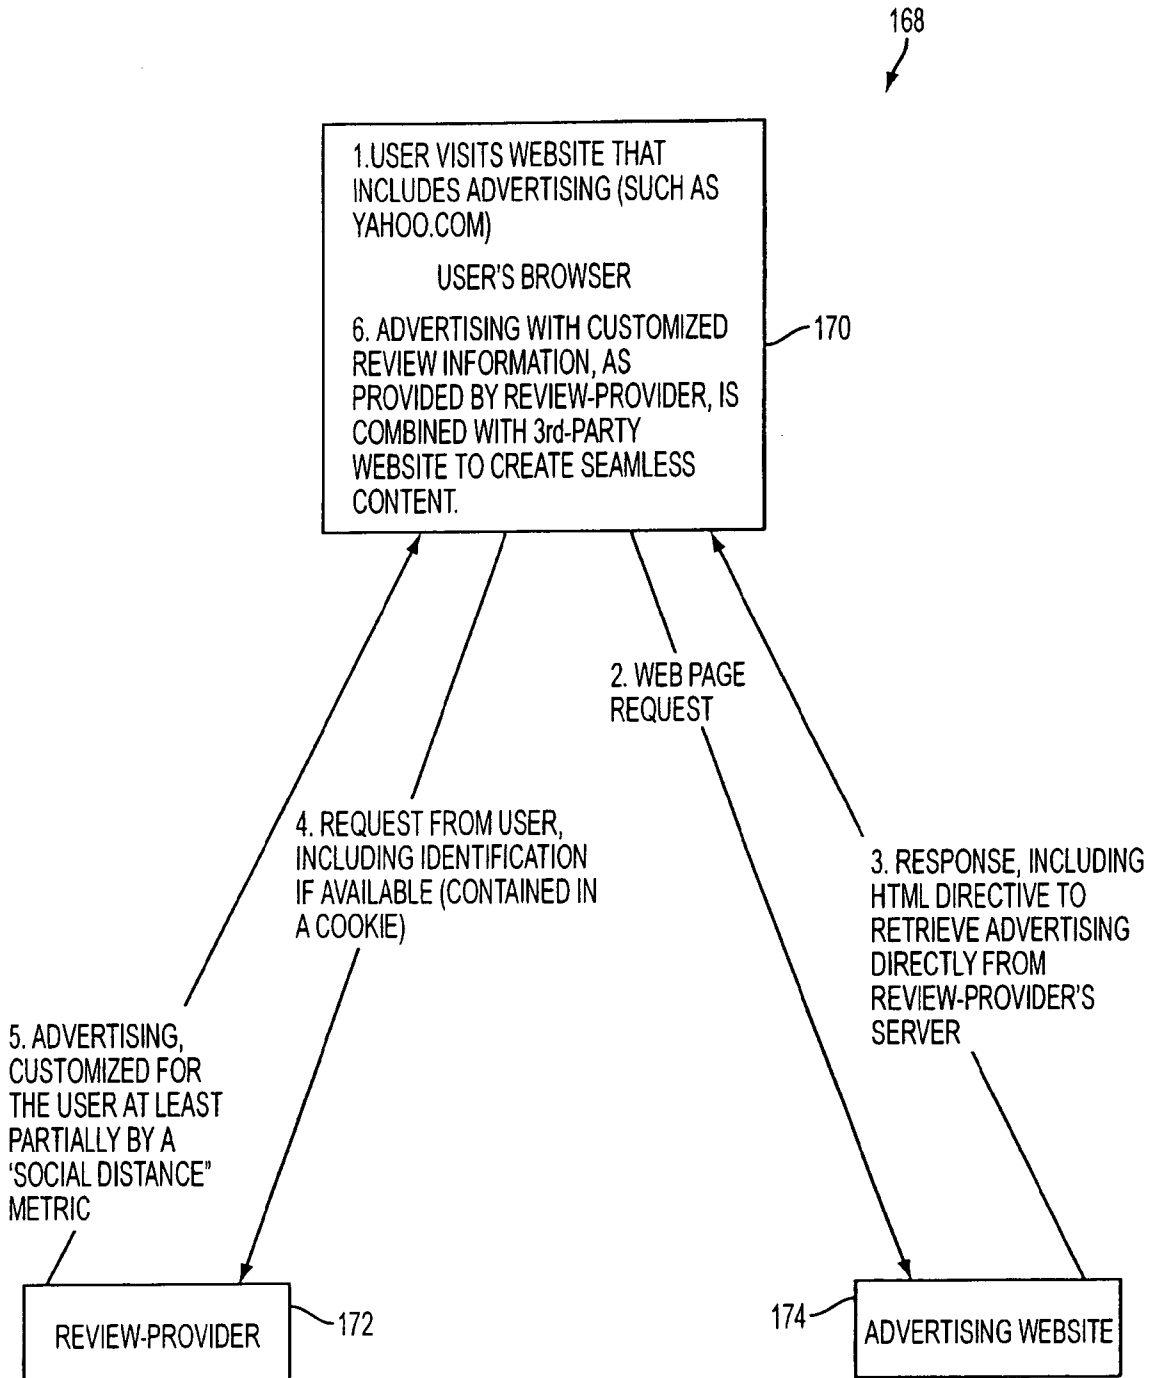 168
1.USER VISITS WEBSITE THAT
INCLUDES ADVERTISING (SUCH AS
YAHOO.COM)
USER'S BROWSER
6. ADVERTISING WITH CUSTOMIZED
REVIEW INFORMATION, AS
PROVIDED BY REVIEW-PROVIDER, IS
COMBINED WITH 3rd-PARTY
WEBSITE TO CREATE SEAMLESS
CONTENT.
170
2. WEB PAGE
REQUEST
4. REQUEST FROM USER,
INCLUDING IDENTIFICATION
IF AVAILABLE (CONTAINED IN
A COOKIE)
3. RESPONSE, INCLUDING
HTML DIRECTIVE TO
RETRIEVE ADVERTISING
DIRECTLY FROM
REVIEW-PROVIDER'S
SERVER
5. ADVERTISING,
CUSTOMIZED FOR
THE USER AT LEAST
PARTIALLY BY A
'SOCIAL DISTANCE"
METRIC
REVIEW-PROVIDER
172
174
ADVERTISING WEBSITE